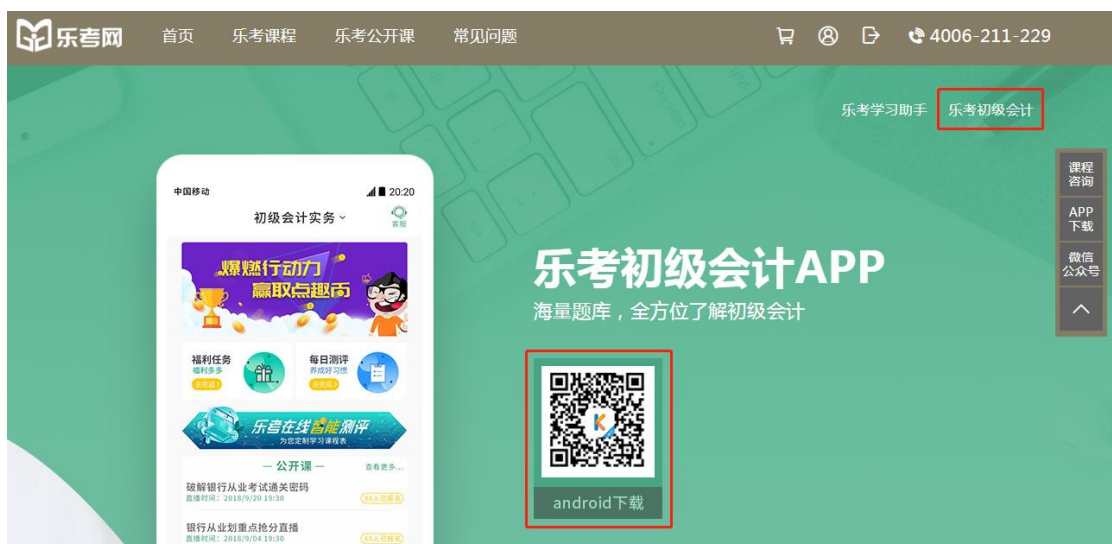 乐考网 首页 乐考课程 乐考公开课 常见问题 4006-211-229
乐考学习助手 乐考初级会计
课程
咨询
APP
下载
微信
公众号
中国移动 20:20
初级会计实务
客服
爆燃行动力
赢取点趣币
福利任务
福利多多
去完成
每日测评
养成好习惯
去完成
乐考在线智能测评
为您定制学习课程表
公开课 查看更多...
破解银行从业考试通关密码
直播时间: 2018/9/20 19:30
人已报名
银行从业划重点抢分直播
直播时间: 2018/9/04 19:30
人已报名
乐考初级会计APP
海量题库，全方位了解初级会计
android下载